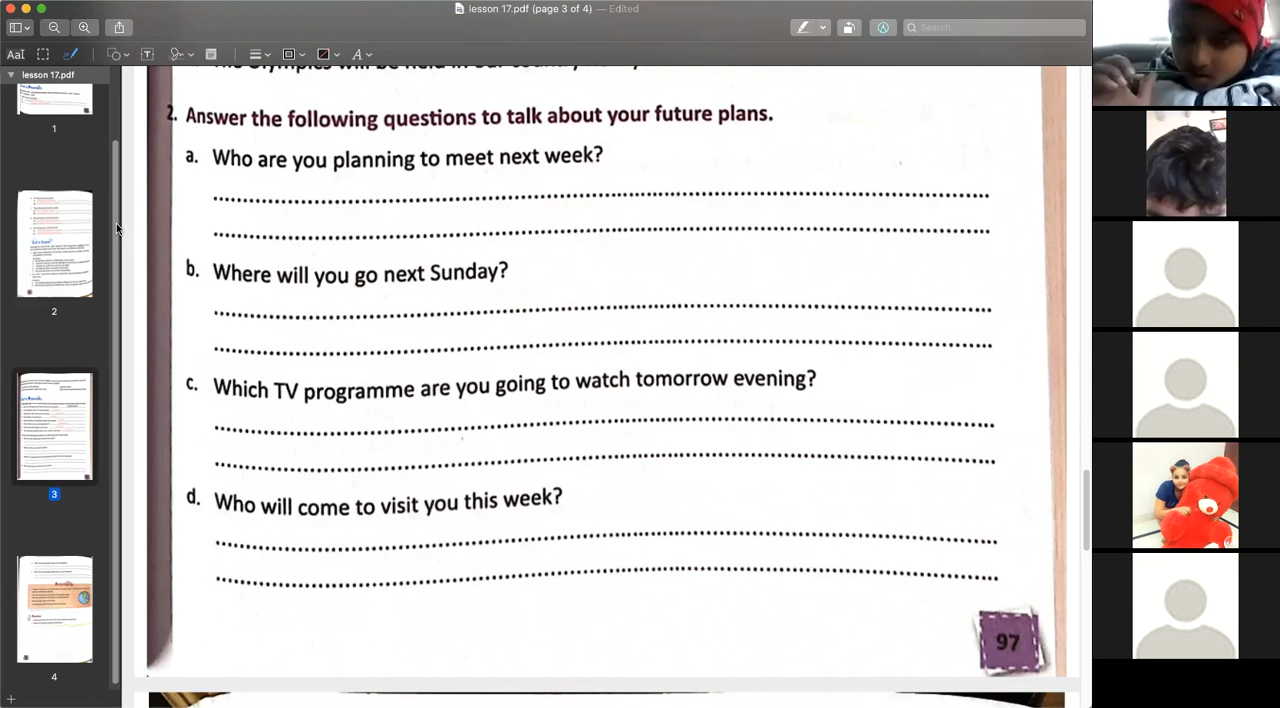 lesson 17.pdf (page 3 of 4) — Edited
Search
lesson 17.pdf
2. Answer the following questions to talk about your future plans.
a. Who are you planning to meet next week?
b. Where will you go next Sunday?
c. Which TV programme are you going to watch tomorrow evening?
d. Who will come to visit you this week?
97
1
2
3
4